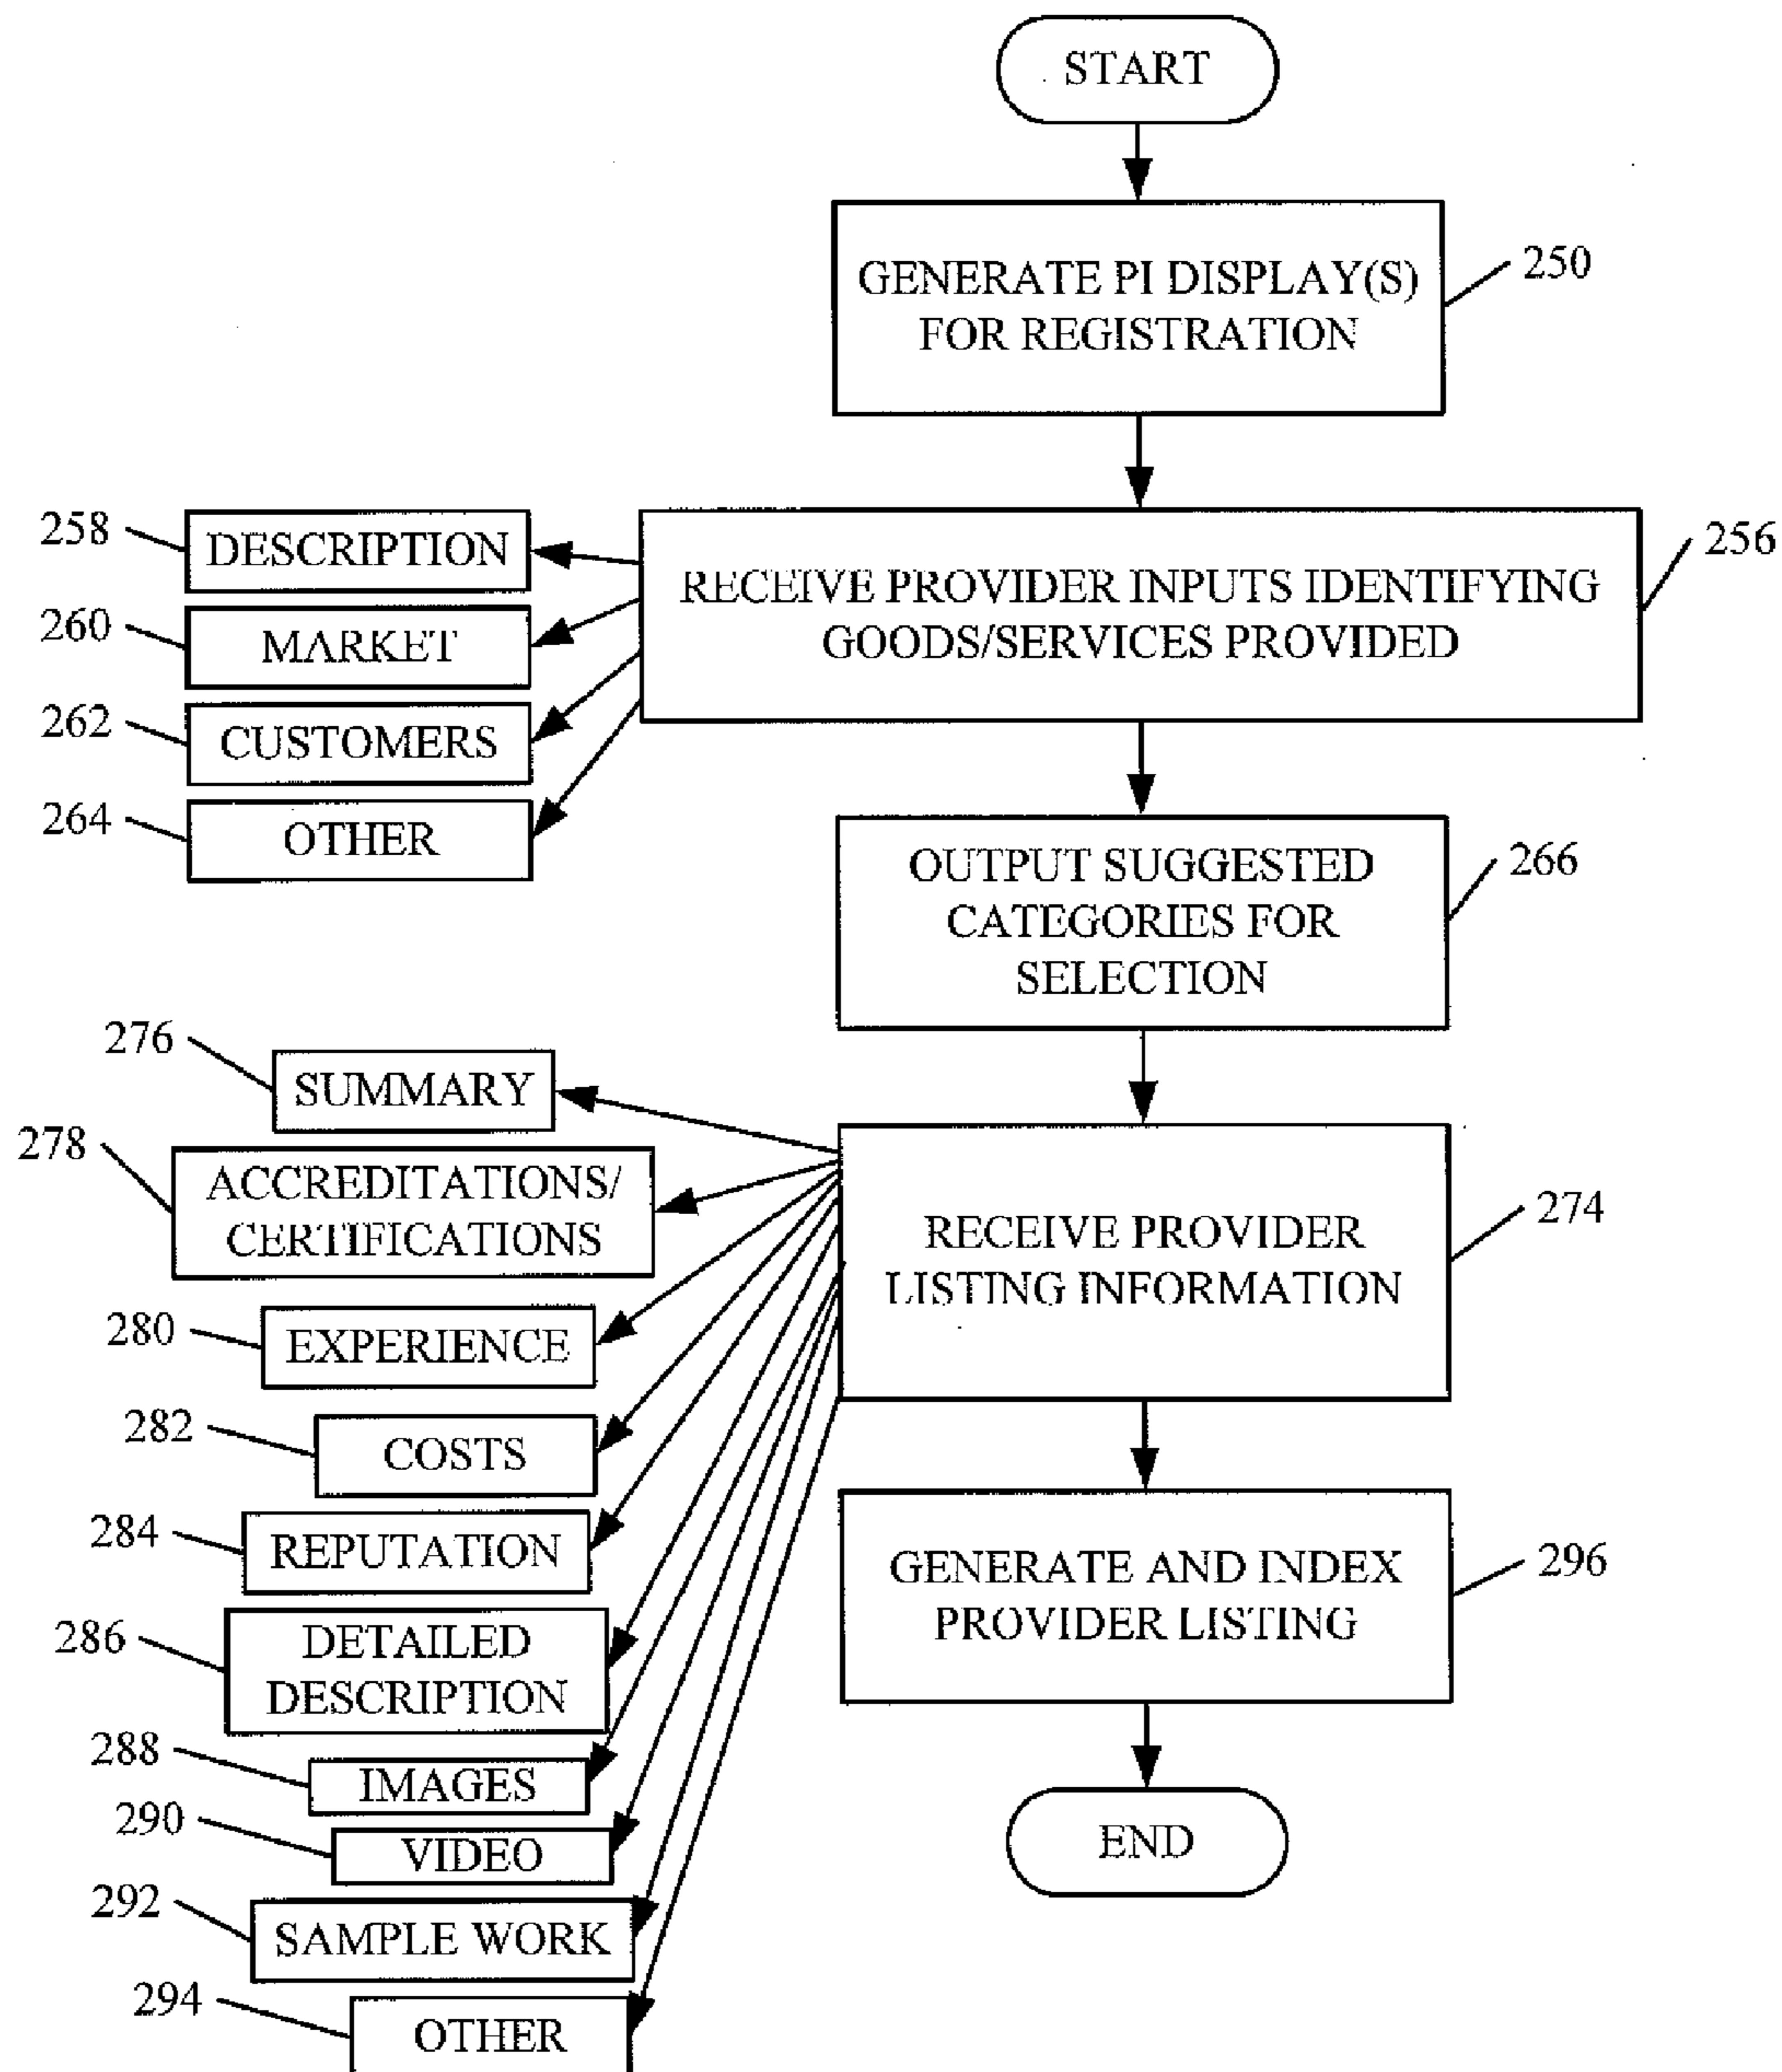 START
GENERATE PI DISPLAY(S)
FOR REGISTRATION
250
258
DESCRIPTION
260
MARKET
262
CUSTOMERS
264
OTHER
RECEIVE PROVIDER INPUTS IDENTIFYING
GOODS/SERVICES PROVIDED
256
OUTPUT SUGGESTED
CATEGORIES FOR
SELECTION
266
276
SUMMARY
278
ACCREDITATIONS/
CERTIFICATIONS
280
EXPERIENCE
282
COSTS
284
REPUTATION
286
DETAILED
DESCRIPTION
288
IMAGES
290
VIDEO
292
SAMPLE WORK
294
OTHER
RECEIVE PROVIDER
LISTING INFORMATION
274
GENERATE AND INDEX
PROVIDER LISTING
296
END